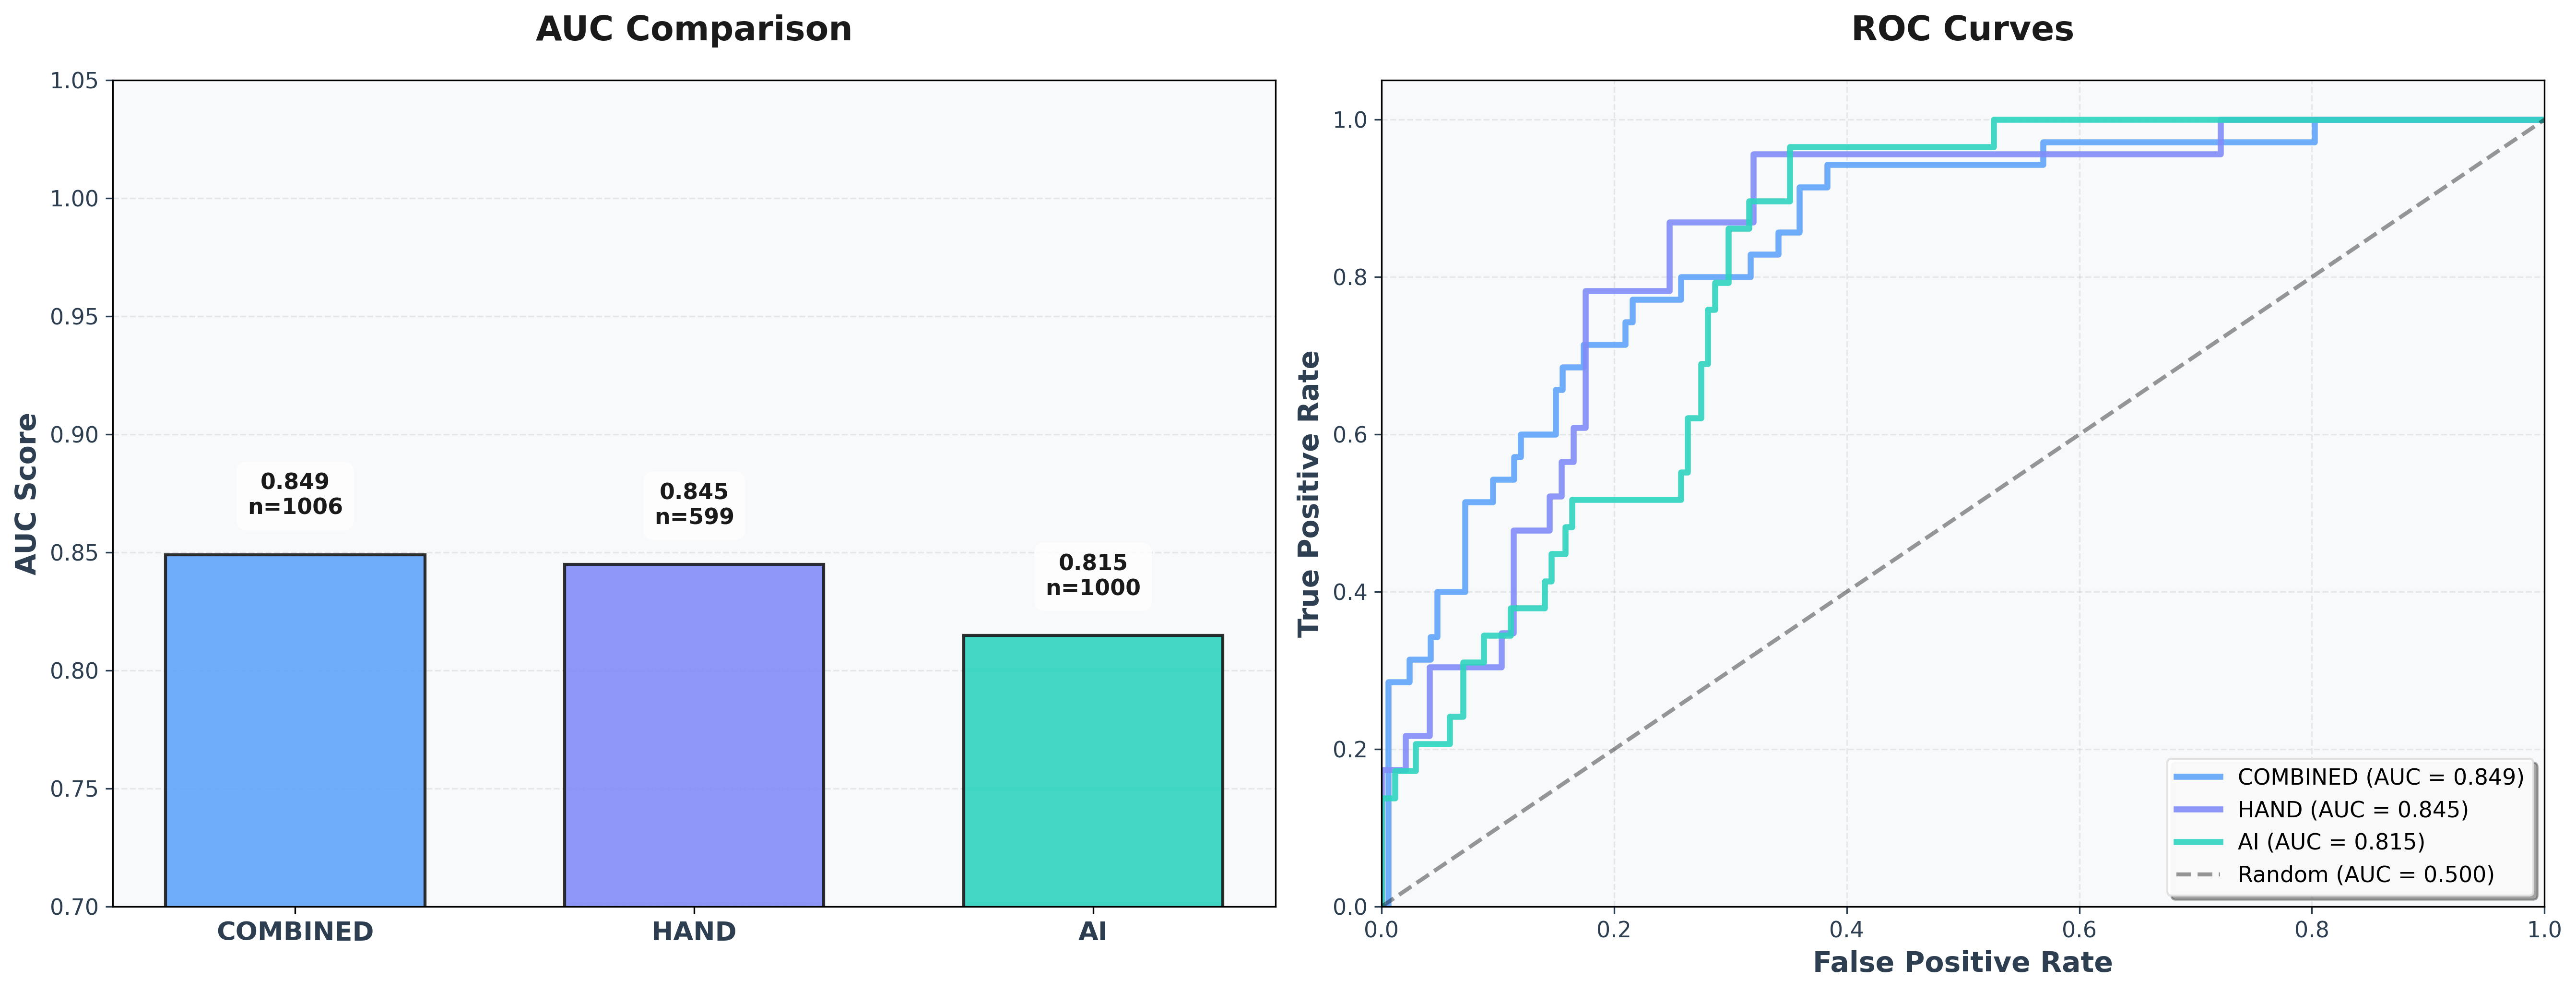 AUC Comparison
AUC Score
1.05
1.00
0.95
0.90
0.85
0.80
0.75
0.70
0.849
n=1006
0.845
n=599
0.815
n=1000
COMBINED
HAND
AI
ROC Curves
True Positive Rate
1.0
0.8
0.6
0.4
0.2
0.0
COMBINED (AUC = 0.849)
HAND (AUC = 0.845)
AI (AUC = 0.815)
Random (AUC = 0.500)
0.0
0.2
0.4
0.6
0.8
1.0
False Positive Rate